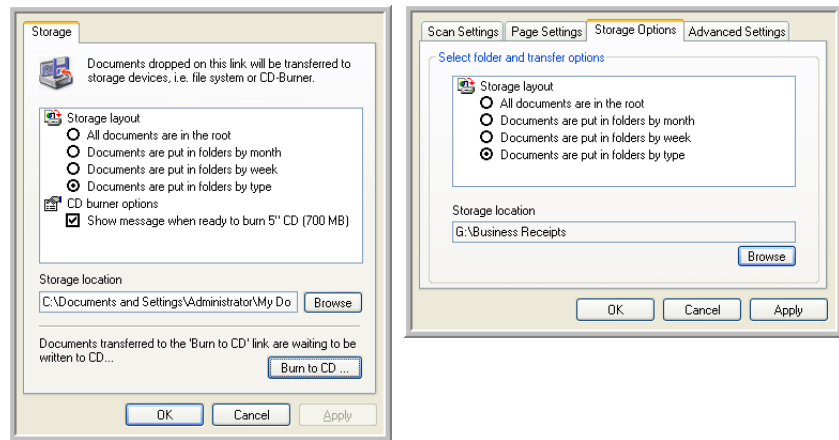 Storage
Documents dropped on this link will be transferred to
storage devices, i.e. file system or CD-Burner.
Storage layout
All documents are in the root
Documents are put in folders by month
Documents are put in folders by week
Documents are put in folders by type
CD burner options
Show message when ready to burn 5" CD (700 MB)
Storage location
C:\Documents and Settings\Administrator\My Do Browse
Documents transferred to the 'Burn to CD' link are waiting to be
written to CD...
Burn to CD ...
OK Cancel Apply
Scan Settings Page Settings Storage Options Advanced Settings
Select folder and transfer options
Storage layout
All documents are in the root
Documents are put in folders by month
Documents are put in folders by week
Documents are put in folders by type
Storage location
G:\Business Receipts
Browse
OK Cancel Apply